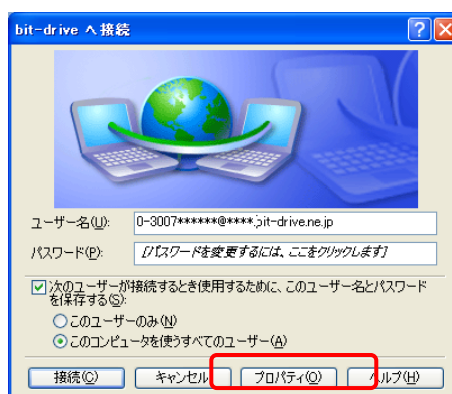 bit-drive へ接続
ユーザー名(U): 0-3007******@****.bit-drive.ne.jp
パスワード(P): [パスワードを変更するには、ここをクリックします]
次のユーザーが接続するとき使用するために、このユーザー名とパスワード
を保存する(S):
このユーザーのみ(N)
このコンピュータを使うすべてのユーザー(A)
接続(C) キャンセル プロパティ(O) ヘルプ(H)